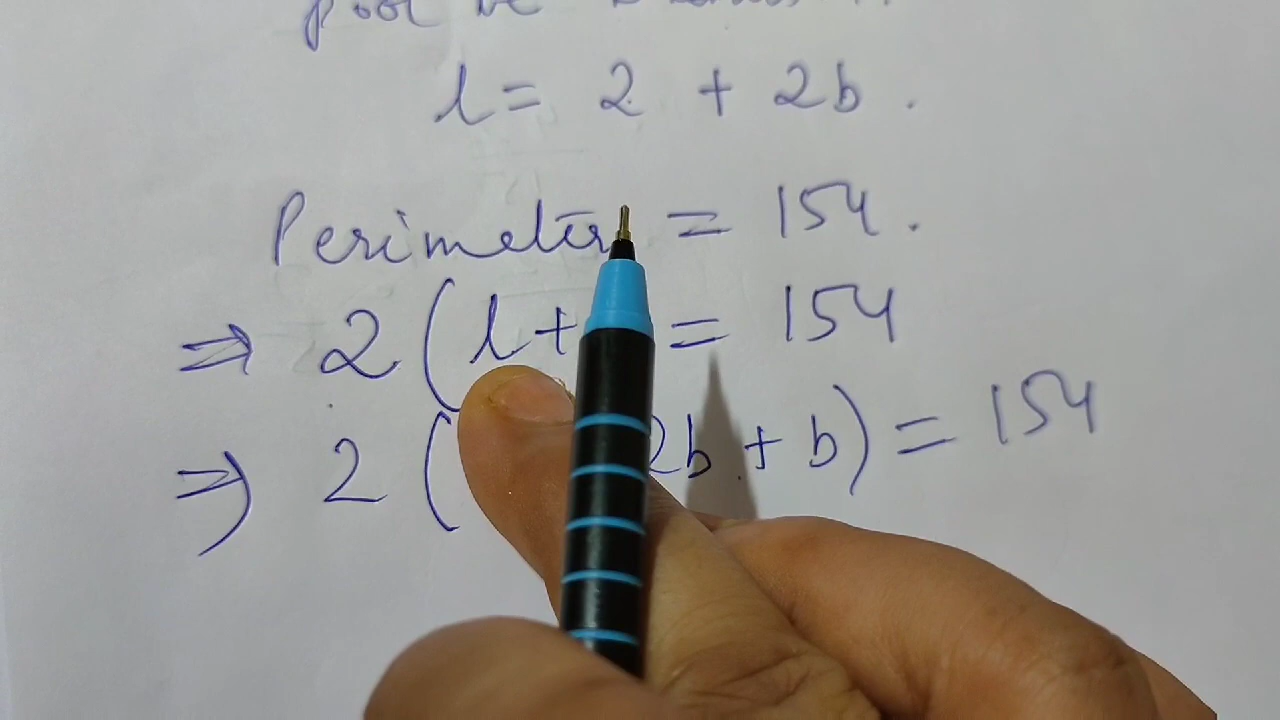 l = 2 + 2b .
Perimeter = 154 .
⇒ 2 ( l + = 154
⇒ 2 ( 2b + b ) = 154